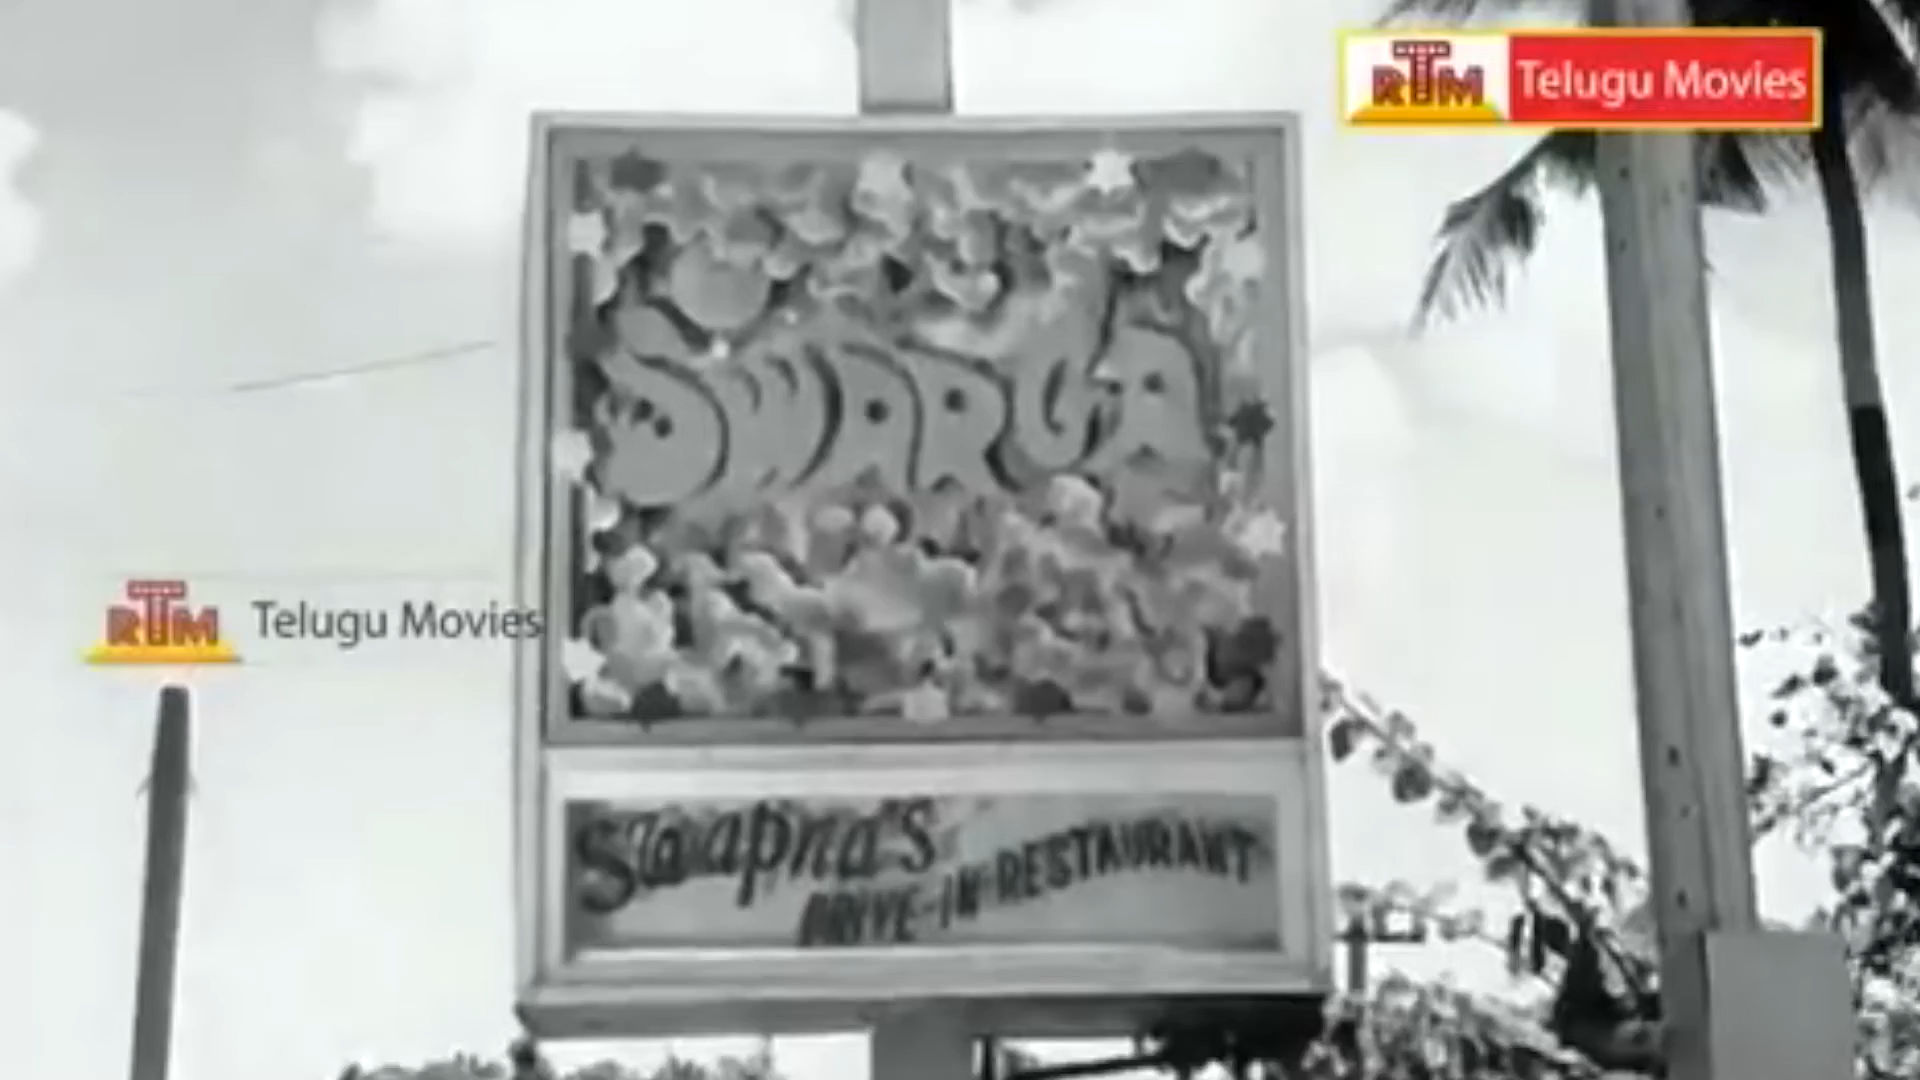 RTM Telugu Movies
SWARGA
RTM Telugu Movies
Swapna's
DRIVE-IN-RESTAURANT